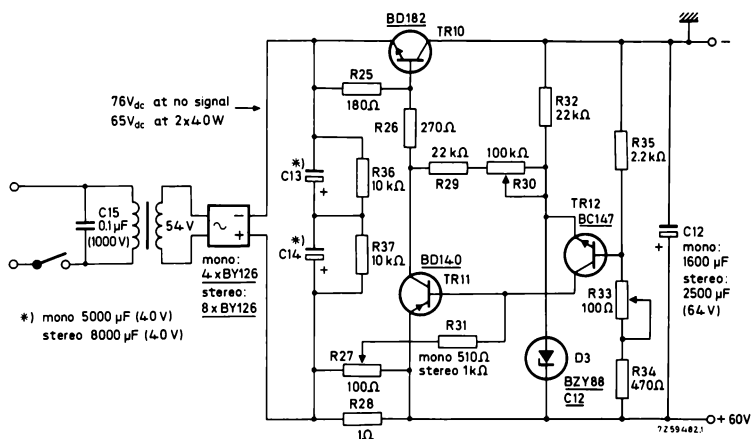 BD182
TR10
−
R25
180Ω
76Vdc at no signal
65Vdc at 2x40W
R26
270Ω
R32
22kΩ
R35
2.2kΩ
22kΩ
R29
100kΩ
R30
*)
C13
+
R36
10kΩ
TR12
BC147
C15
0.1µF
(1000V)
54V
~
−
+
*)
C14
+
R37
10kΩ
C12
mono:
1600µF
stereo:
2500µF
(64V)
+
mono:
4xBY126
stereo:
8xBY126
BD140
TR11
R33
100Ω
*) mono 5000µF (40V)
stereo 8000µF (40V)
R31
mono 510Ω
stereo 1kΩ
R27
100Ω
D3
BZY88
C12
R34
470Ω
R28
1Ω
+60V
7Z59482.1